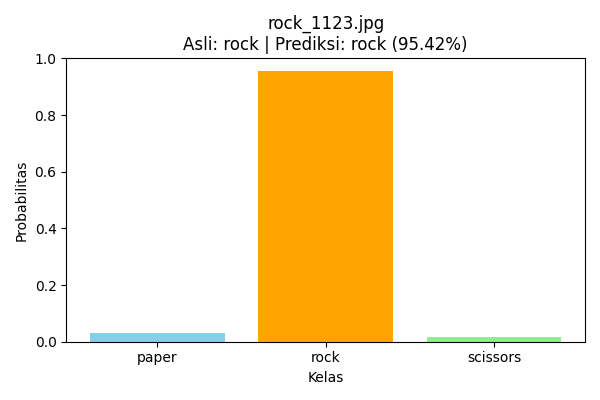 rock_1123.jpg
Asli: rock | Prediksi: rock (95.42%)
1.0
0.8
0.6
0.4
0.2
0.0
Probabilitas
paper rock scissors
Kelas